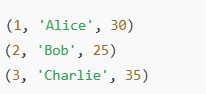 (1, 'Alice', 30)
(2, 'Bob', 25)
(3, 'Charlie', 35)